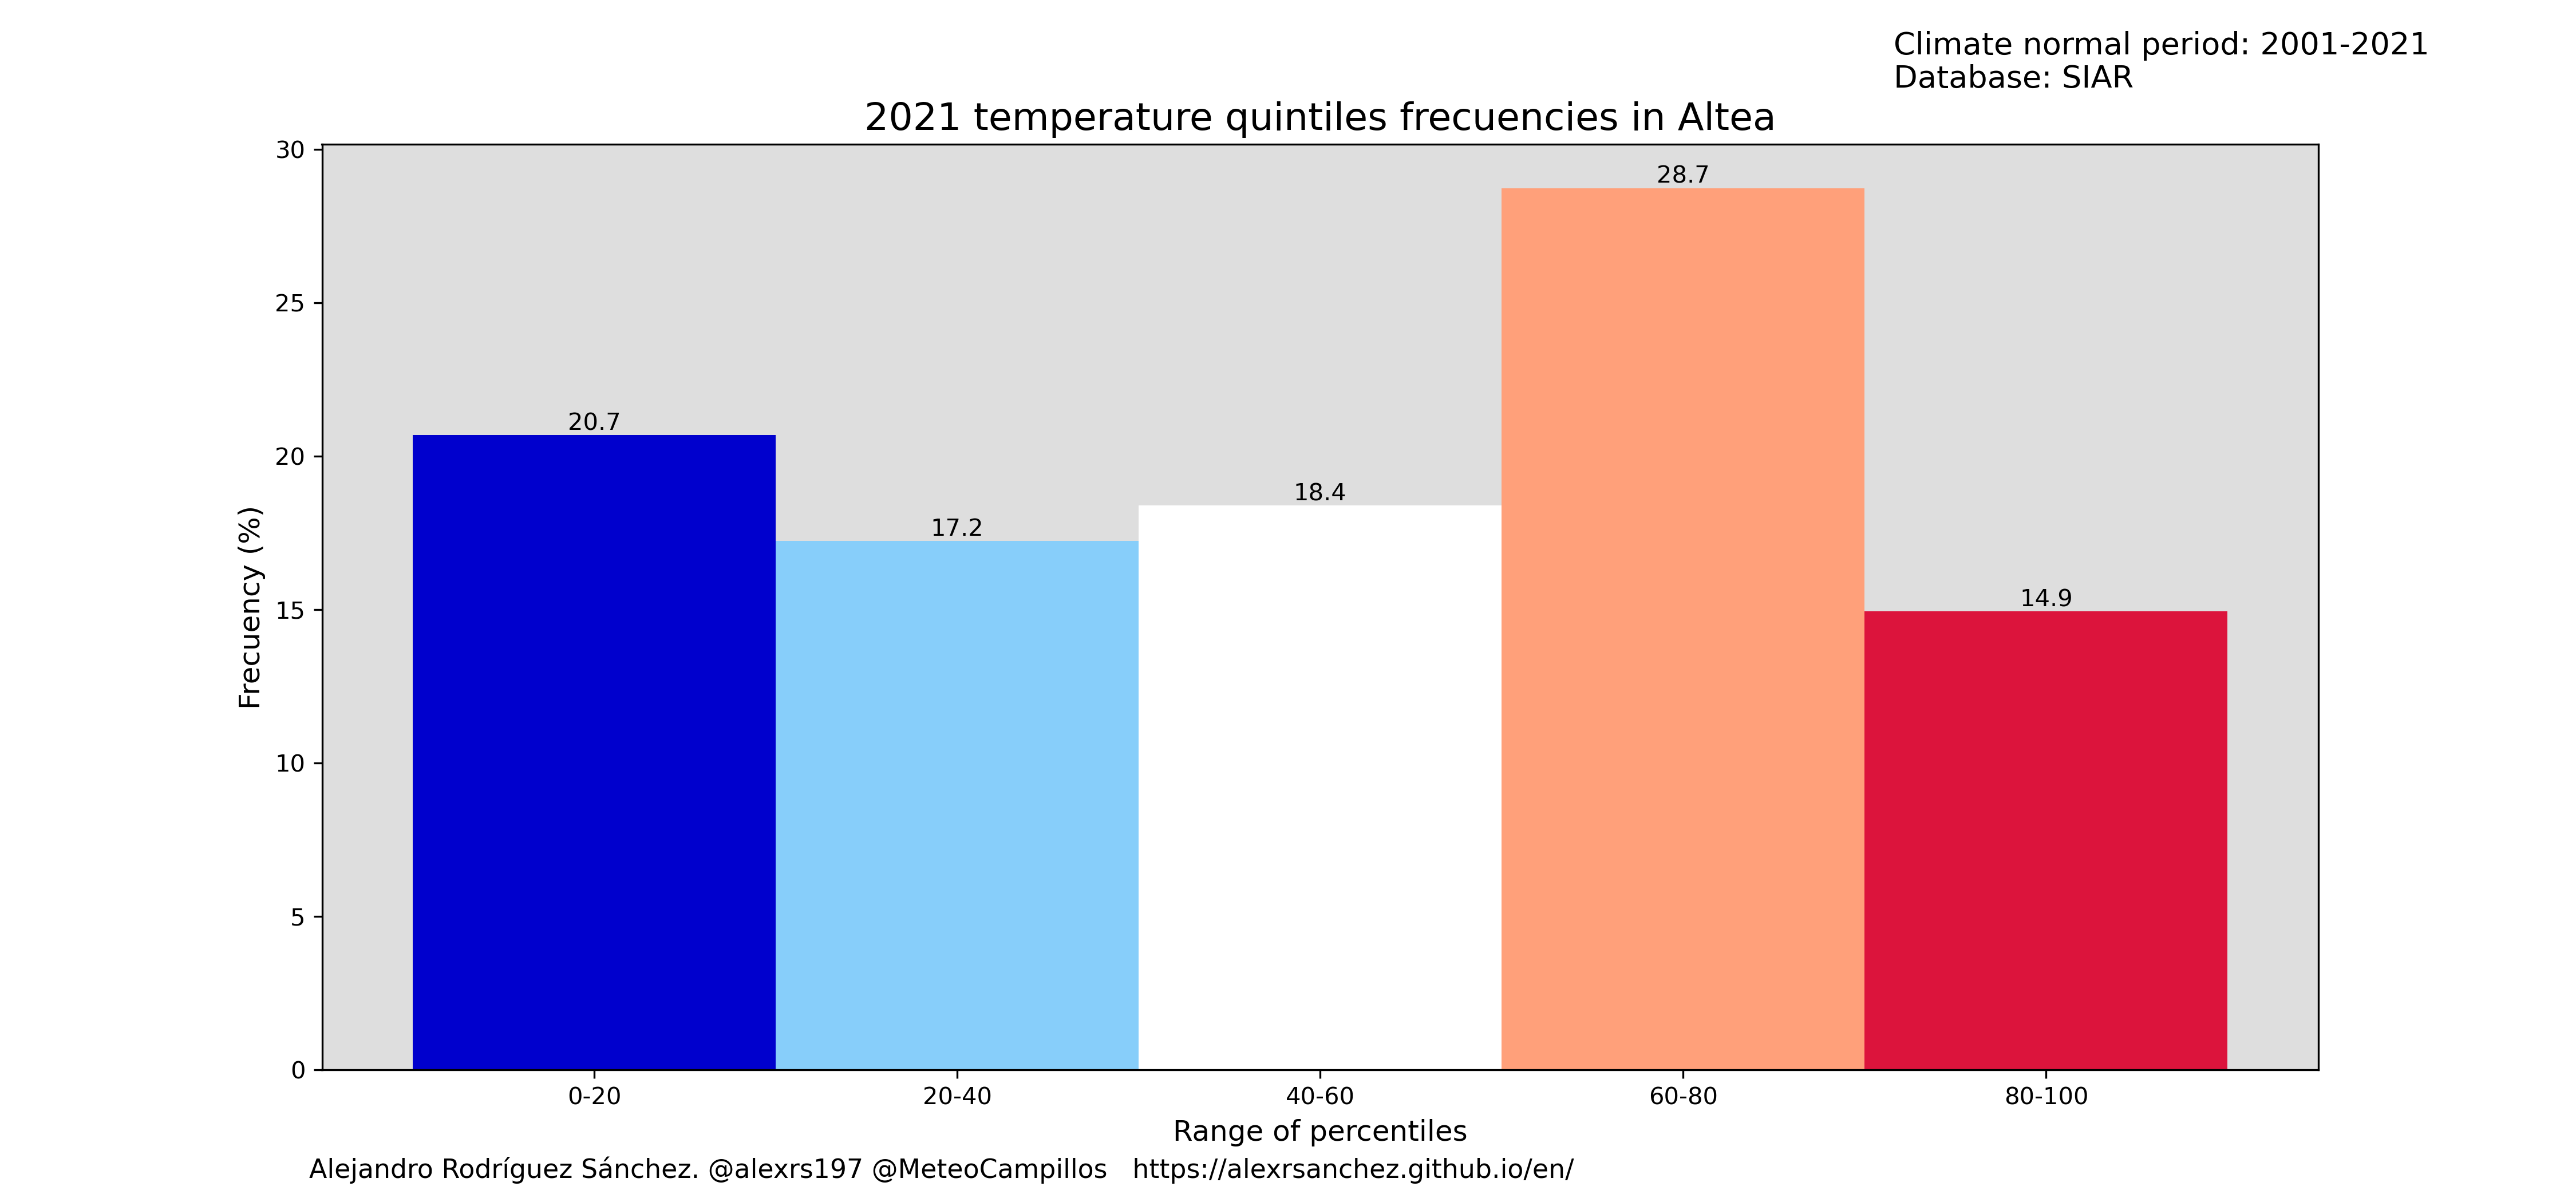 Climate normal period: 2001-2021
Database: SIAR
2021 temperature quintiles frecuencies in Altea
30
25
20
15
10
5
0
Frecuency (%)
20.7
17.2
18.4
28.7
14.9
0-20
20-40
40-60
60-80
80-100
Range of percentiles
Alejandro Rodríguez Sánchez. @alexrs197 @MeteoCampillos https://alexrsanchez.github.io/en/